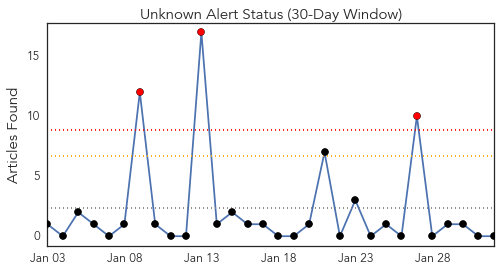 Unknown Alert Status (30-Day Window)
Articles Found
15
10
5
0
Jan 03 Jan 08 Jan 13 Jan 18 Jan 23 Jan 28